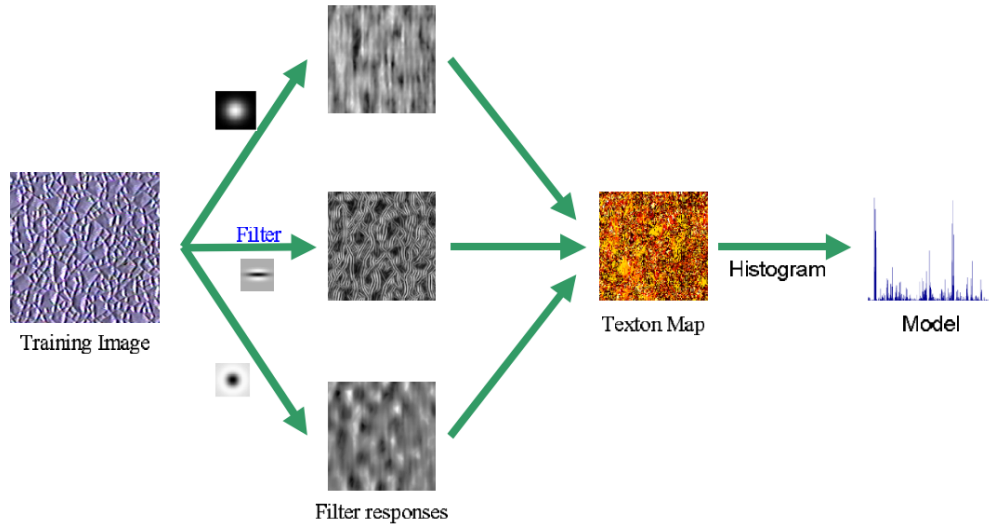 Filter
Training Image
Filter responses
Texton Map
Histogram
Model